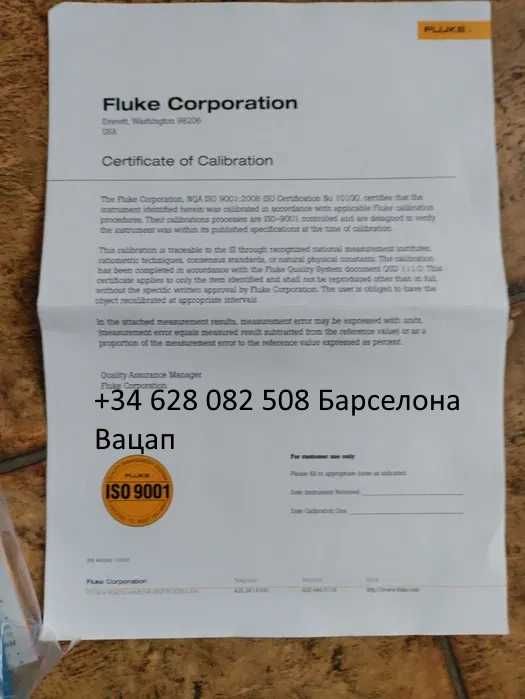 FLUKE
Fluke Corporation
Everett, Washington 98206
USA
Certificate of Calibration
The Fluke Corporation, NQA ISO 9001:2008 ISO Certification No 10100, certifies that the
instrument identified herein was calibrated in accordance with applicable Fluke calibration
procedures. Their calibrations processes are ISO-9001 controlled and are designed to verify
the instrument was within its published specifications at the time of calibration.
This calibration is traceable to the SI through recognized national measurement institutes,
ratiometric techniques, consensus standards, or natural physical constants. The calibration
has been completed in accordance with the Fluke Quality System document QSD 111.0. This
certificate applies to only the item identified and shall not be reproduced other than in full,
without the specific written approval by Fluke Corporation. The user is obliged to have the
object recalibrated at appropriate intervals.
In the attached measurement results, measurement error may be expressed with units,
(measurement error equals measured result subtracted from the reference value) or as a
proportion of the measurement error to the reference value expressed as percent.
Quality Assurance Manager
Fluke Corporation
+34 628 082 508 Барселона
Вацап
FLUKE
ISO 9001
For customer use only
Please fill in appropriate dates as indicated
Date Instrument Received
Date Calibration Due
Fluke Corporation
Telephone
http://www.fluke.com